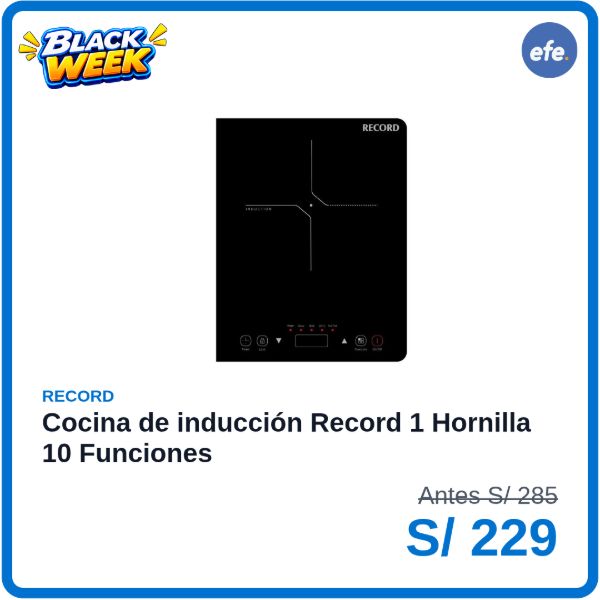 BLACK
WEEK
efe.
RECORD
INDUCTION
RECORD
Cocina de inducción Record 1 Hornilla
10 Funciones
Antes S/ 285
S/ 229